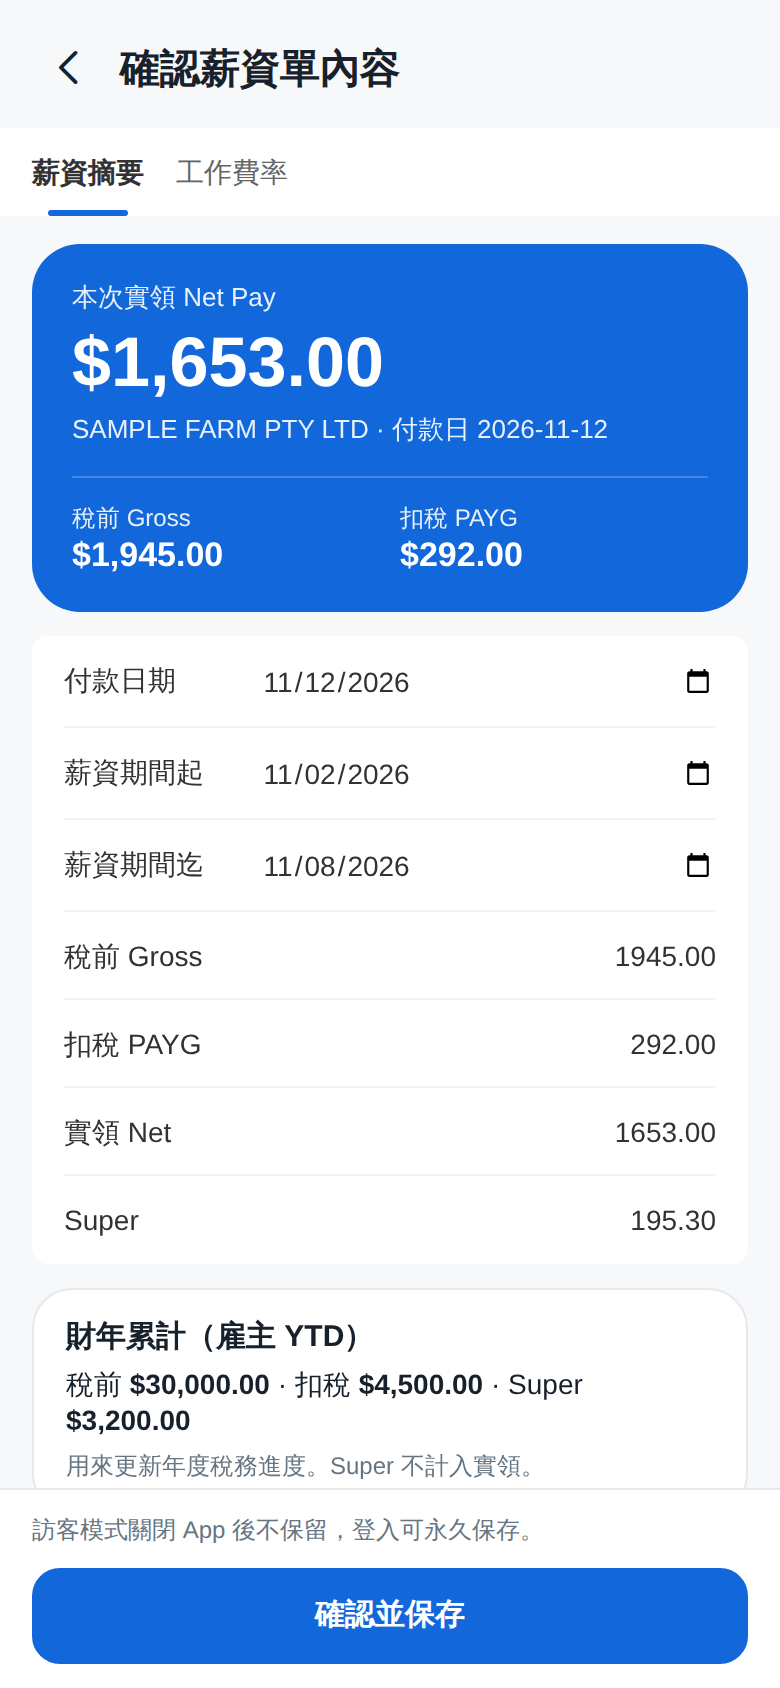 確認薪資單內容
薪資摘要 工作費率
本次實領 Net Pay
$1,653.00
SAMPLE FARM PTY LTD · 付款日 2026-11-12
稅前 Gross 扣稅 PAYG
$1,945.00 $292.00
付款日期 11/12/2026
薪資期間起 11/02/2026
薪資期間迄 11/08/2026
稅前 Gross 1945.00
扣稅 PAYG 292.00
實領 Net 1653.00
Super 195.30
財年累計（雇主 YTD）
稅前 $30,000.00 · 扣稅 $4,500.00 · Super
$3,200.00
用來更新年度稅務進度。Super 不計入實領。
訪客模式關閉 App 後不保留，登入可永久保存。
確認並保存